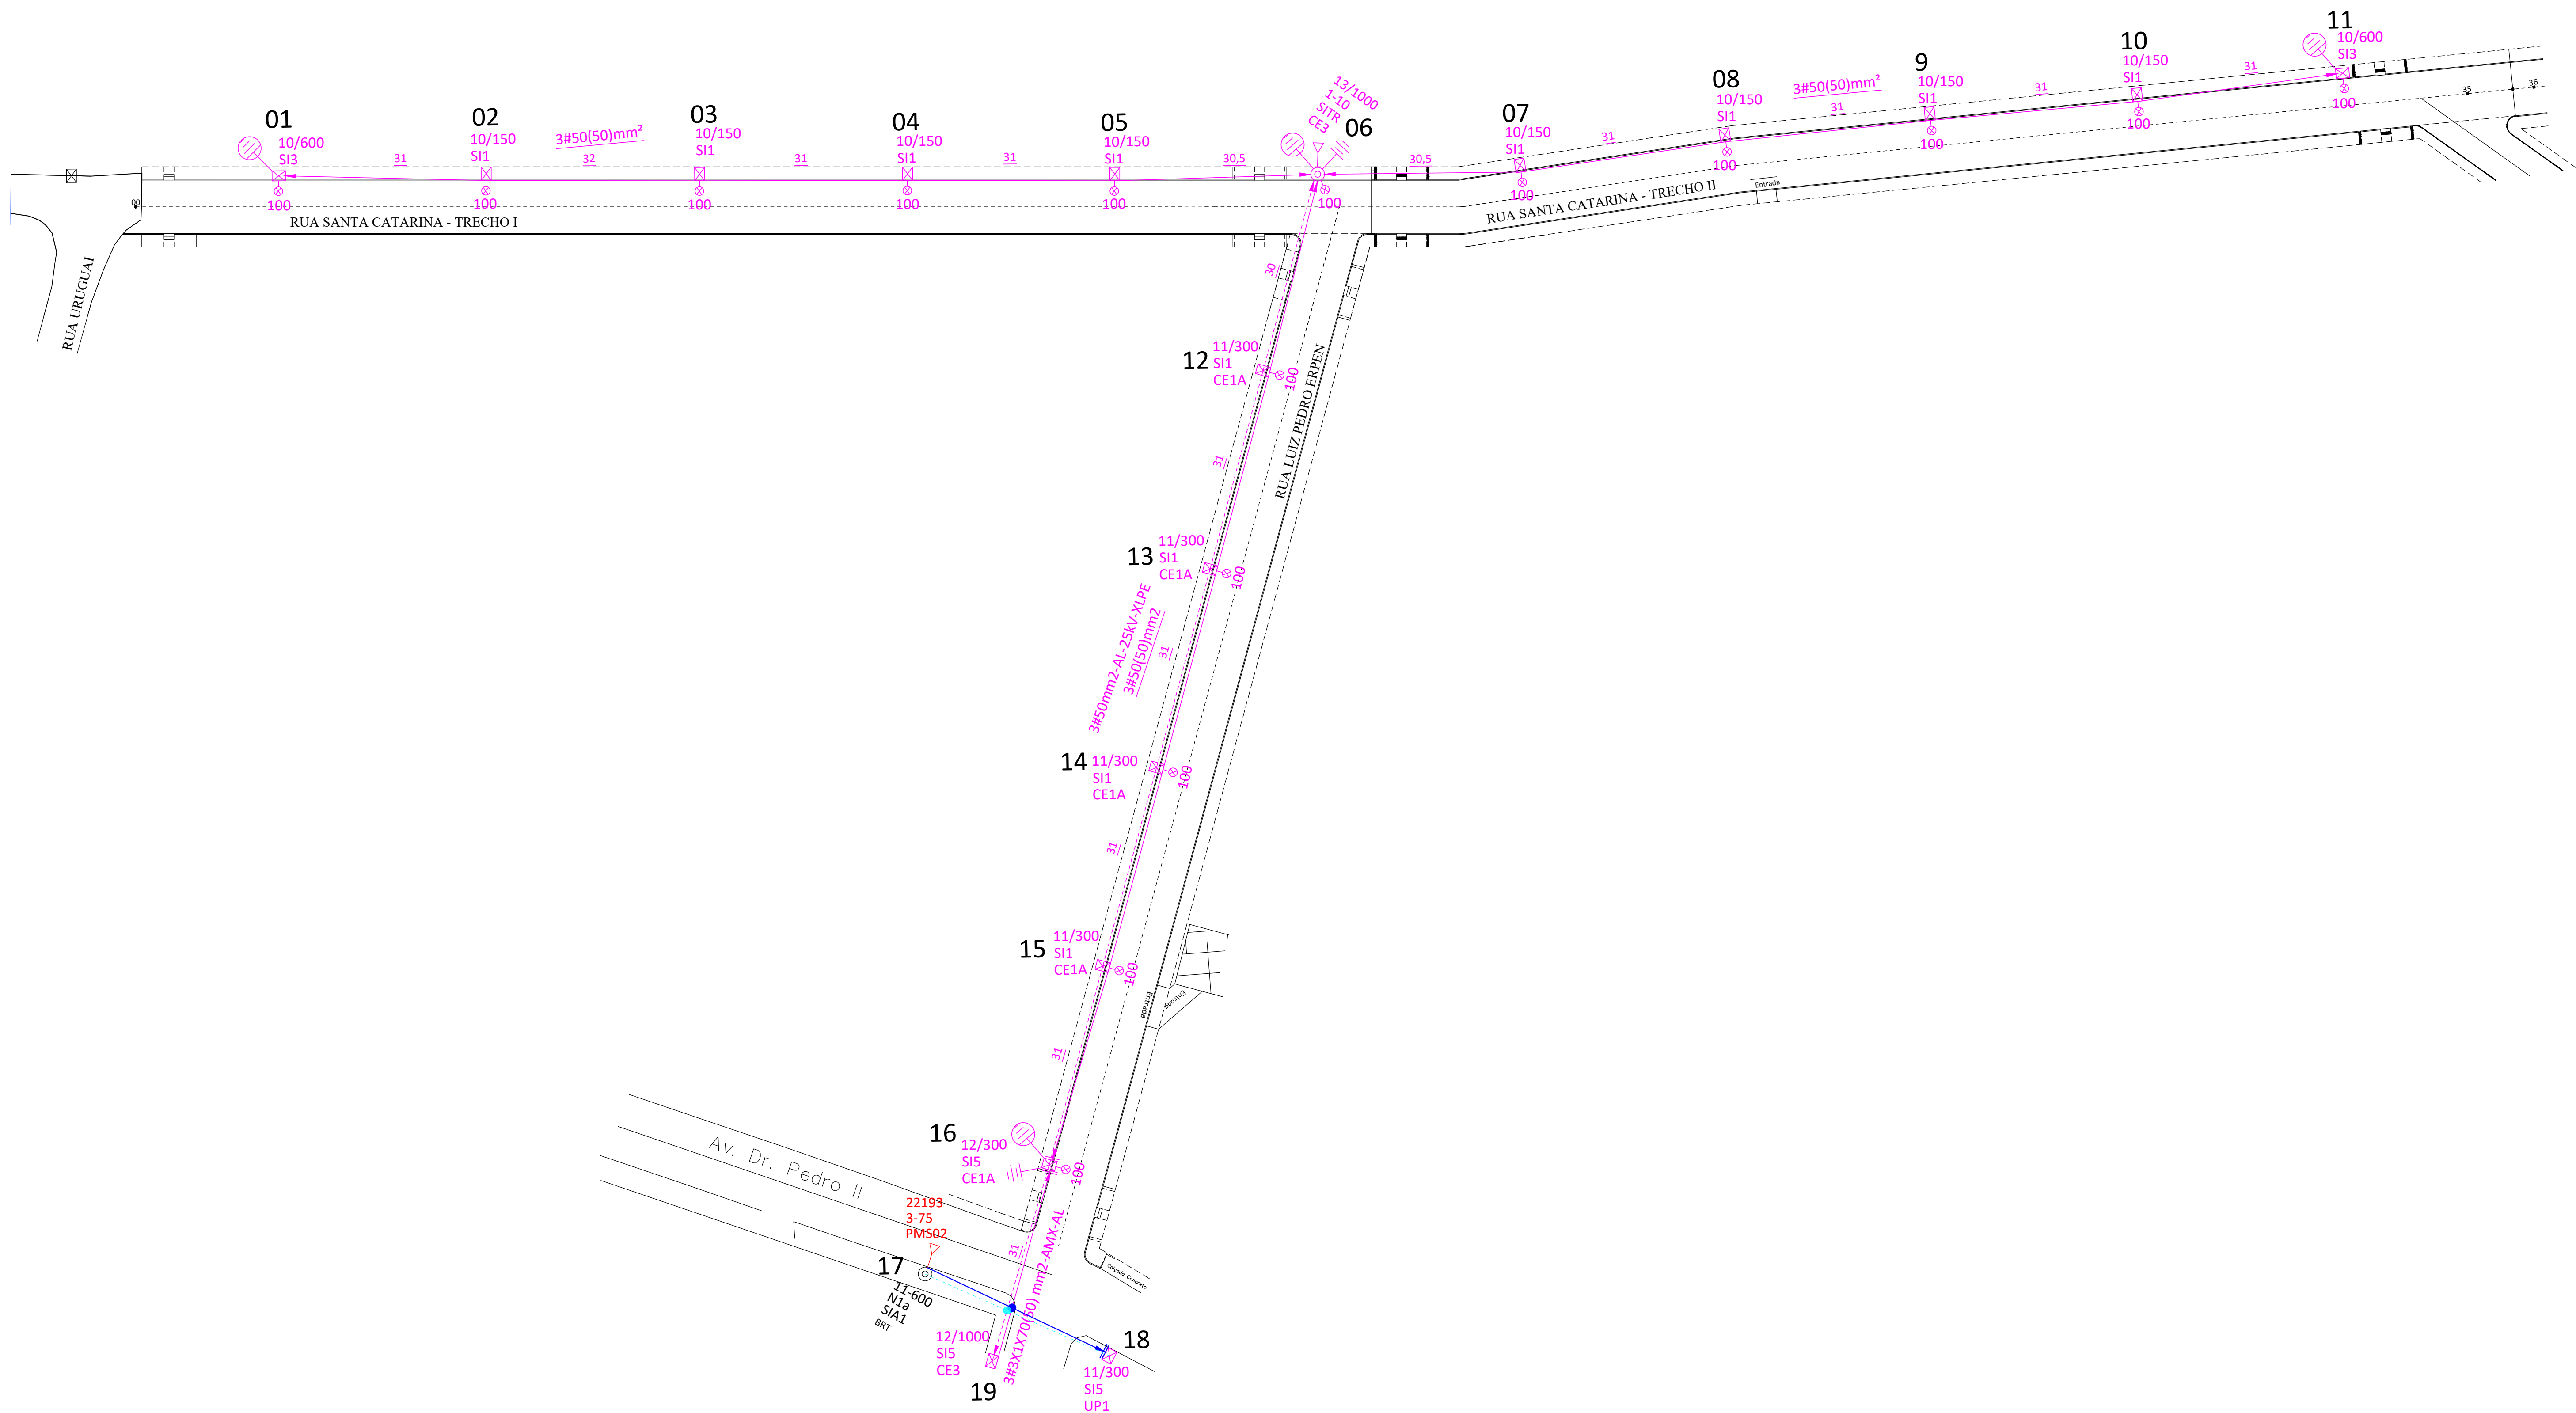 01
10/600
SI3
100
31
02
10/150
SI1
100
3#50(50)mm²
32
03
10/150
SI1
100
31
04
10/150
SI1
100
31
05
10/150
SI1
100
30,5
13/1000
1-10
SITR
CE3
06
100
30,5
07
10/150
SI1
100
31
08
10/150
SI1
100
3#50(50)mm²
31
9
10/150
SI1
100
31
10
10/150
SI1
100
31
11
10/600
SI3
100
35
36
00
RUA SANTA CATARINA - TRECHO I
RUA SANTA CATARINA - TRECHO II
Entrada
RUA URUGUAI
30
12
11/300
SI1
CE1A
100
RUA LUIZ PEDRO ERPEN
31
13
11/300
SI1
CE1A
100
3#50mm2-AL-25kV-XLPE
3#50(50)mm2
31
14
11/300
SI1
CE1A
100
31
15
11/300
SI1
CE1A
100
Entrada
Entrada
31
16
12/300
SI5
CE1A
100
Av. Dr. Pedro II
22193
3-75
PMS02
31
3#3X1X70(50) mm2-AMX-AL
17
11-600
N1a
SIA1
BRT
Calçada Concreto
12/1000
SI5
CE3
19
18
11/300
SI5
UP1